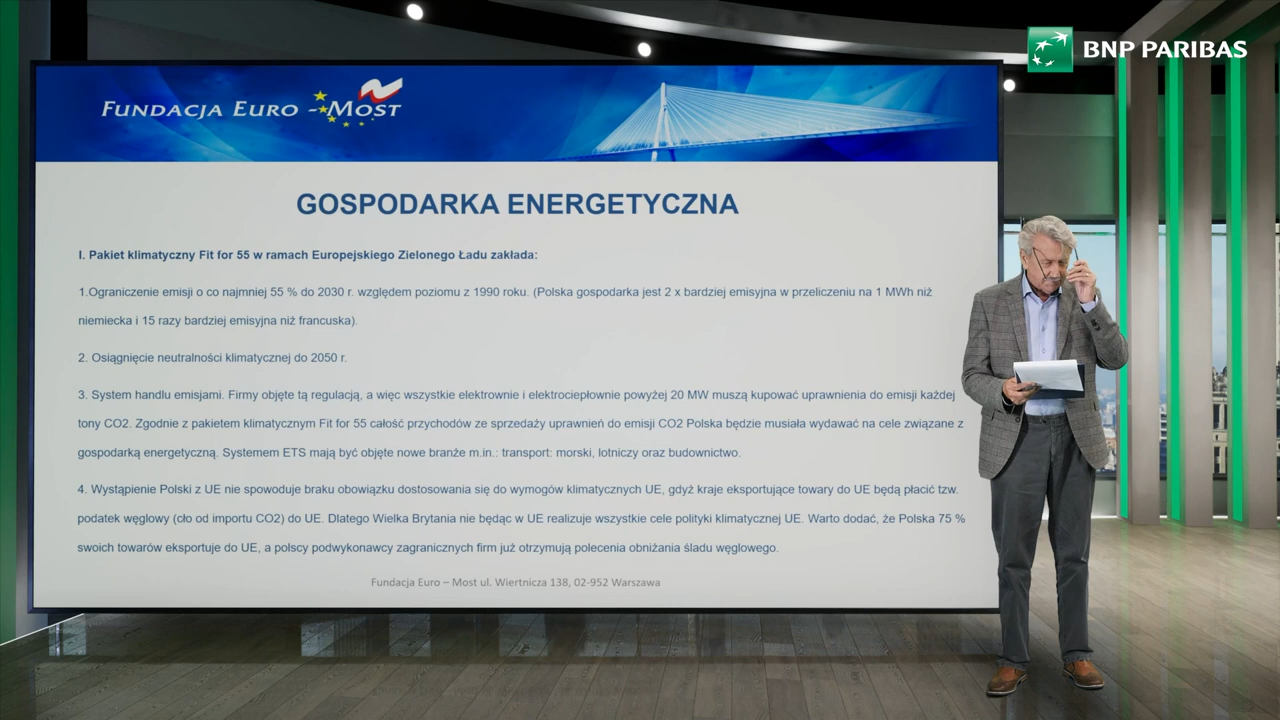 BNP PARIBAS
FUNDACJA EURO - MOST
GOSPODARKA ENERGETYCZNA
I. Pakiet klimatyczny Fit for 55 w ramach Europejskiego Zielonego Ładu zakłada:
1.Ograniczenie emisji o co najmniej 55 % do 2030 r. względem poziomu z 1990 roku. (Polska gospodarka jest 2 x bardziej emisyjna w przeliczeniu na 1 MWh niż
niemiecka i 15 razy bardziej emisyjna niż francuska).
2. Osiągnięcie neutralności klimatycznej do 2050 r.
3. System handlu emisjami. Firmy objęte tą regulacją, a więc wszystkie elektrownie i elektrociepłownie powyżej 20 MW muszą kupować uprawnienia do emisji każdej
tony CO2. Zgodnie z pakietem klimatycznym Fit for 55 całość przychodów ze sprzedaży uprawnień do emisji CO2 Polska będzie musiała wydawać na cele związane z
gospodarką energetyczną. Systemem ETS mają być objęte nowe branże m.in.: transport: morski, lotniczy oraz budownictwo.
4. Wystąpienie Polski z UE nie spowoduje braku obowiązku dostosowania się do wymogów klimatycznych UE, gdyż kraje eksportujące towary do UE będą płacić tzw.
podatek węglowy (cło od importu CO2) do UE. Dlatego Wielka Brytania nie będąc w UE realizuje wszystkie cele polityki klimatycznej UE. Warto dodać, że Polska 75 %
swoich towarów eksportuje do UE, a polscy podwykonawcy zagranicznych firm już otrzymują polecenia obniżania śladu węglowego.
Fundacja Euro – Most ul. Wiertnicza 138, 02-952 Warszawa